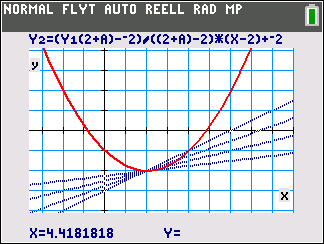 NORMAL FLYT AUTO REELL RAD MP
Y₂=(Y₁(2+A)-⁻2)/((2+A)-2)*(X-2)+⁻2
y
x
X=4.4181818 Y=